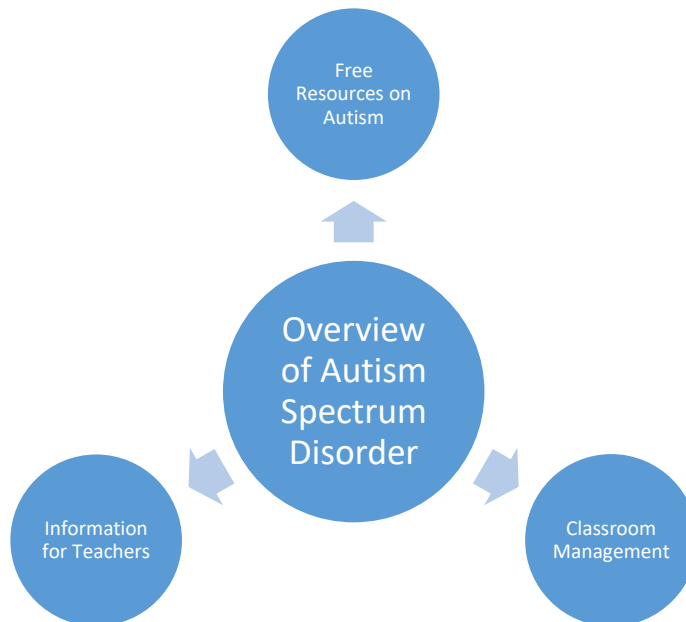 Free
Resources on
Autism
Overview
of Autism
Spectrum
Disorder
Information
for Teachers
Classroom
Management